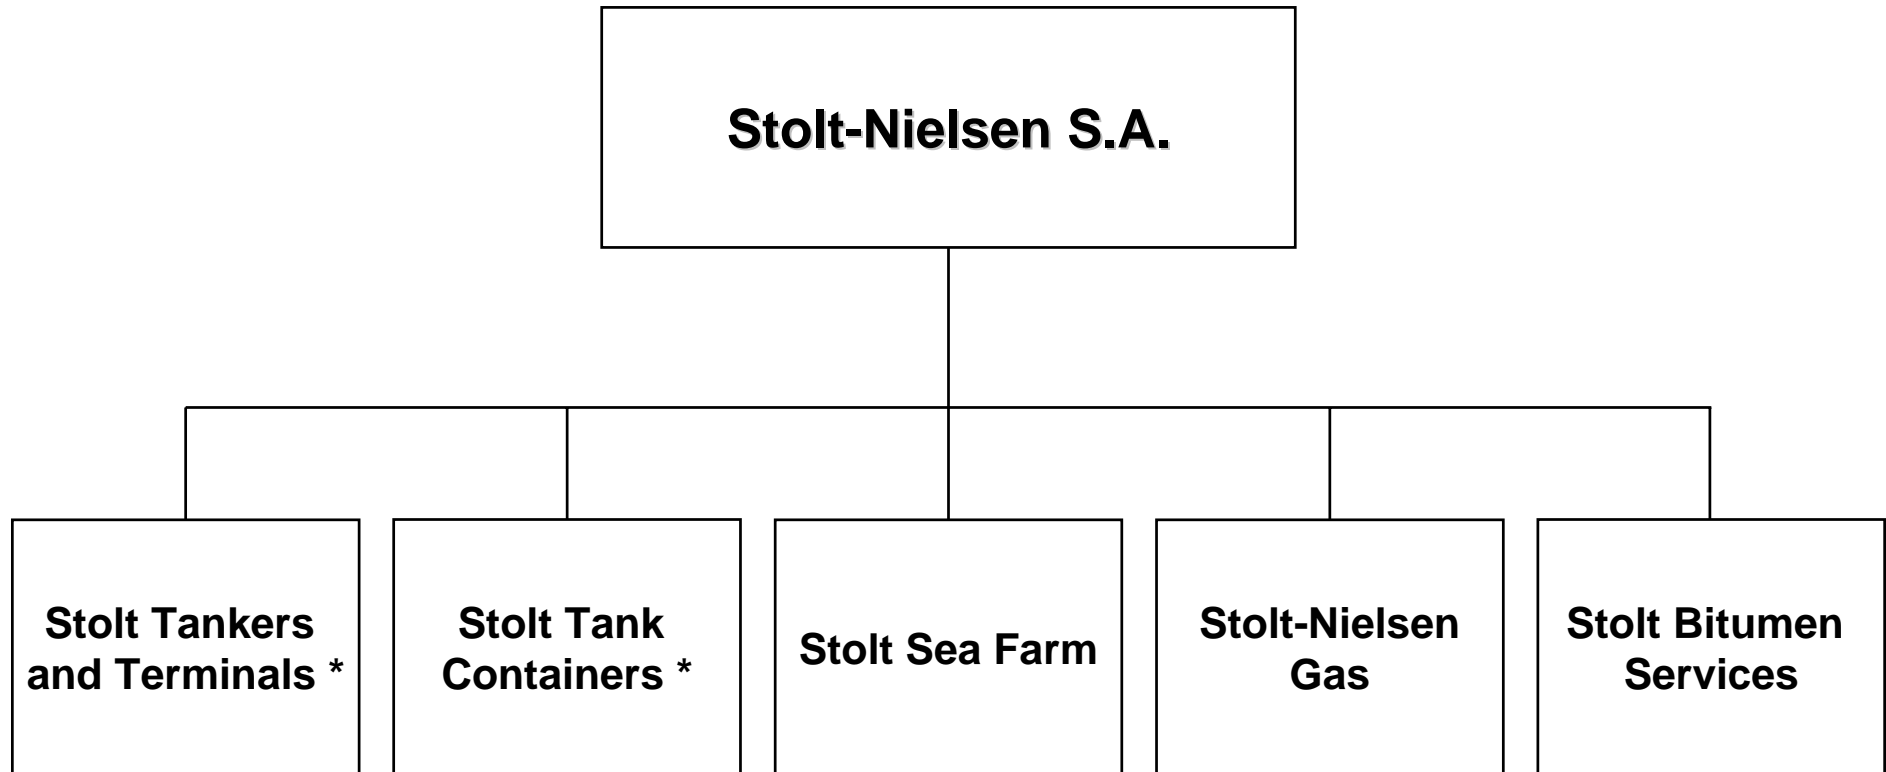 Stolt-Nielsen S.A.
Stolt Tankers
and Terminals *
Stolt Tank
Containers *
Stolt Sea Farm
Stolt-Nielsen
Gas
Stolt Bitumen
Services